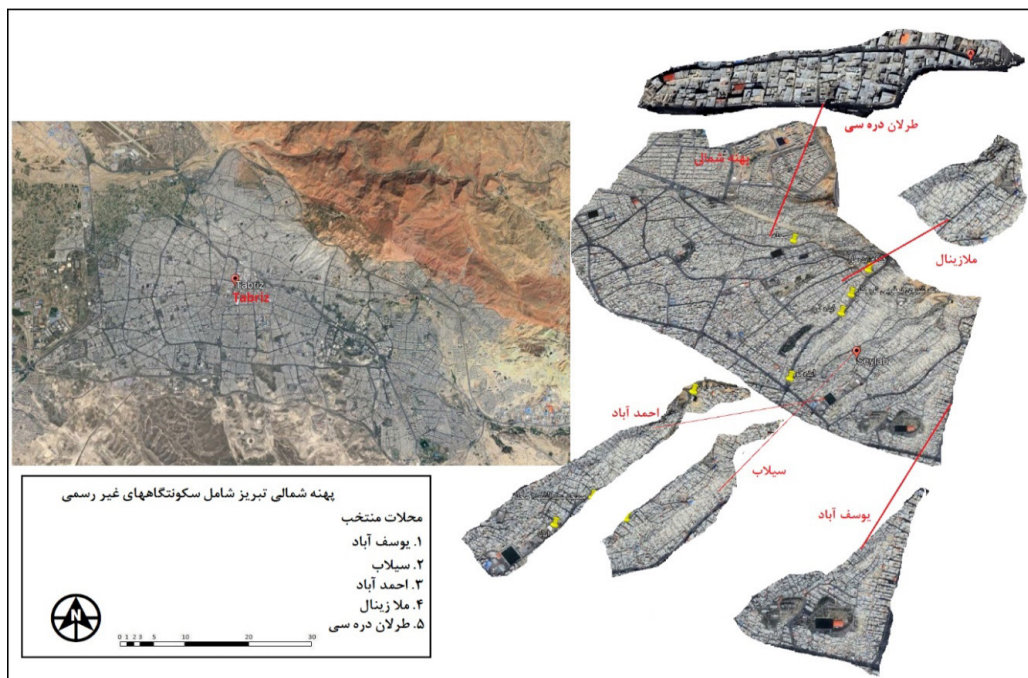 طرلان دره سی
پهنه شمالی
ملازینال
Tabriz
Tabriz
Seylab
احمد آباد
سیلاب
یوسف آباد
پهنه شمالی تبریز شامل سکونتگاههای غیر رسمی
محلات منتخب
۱. یوسف آباد
۲. سیلاب
۳. احمد آباد
۴. ملا زینال
۵. طرلان دره سی
N
0 1 2 3 5 10 20 30